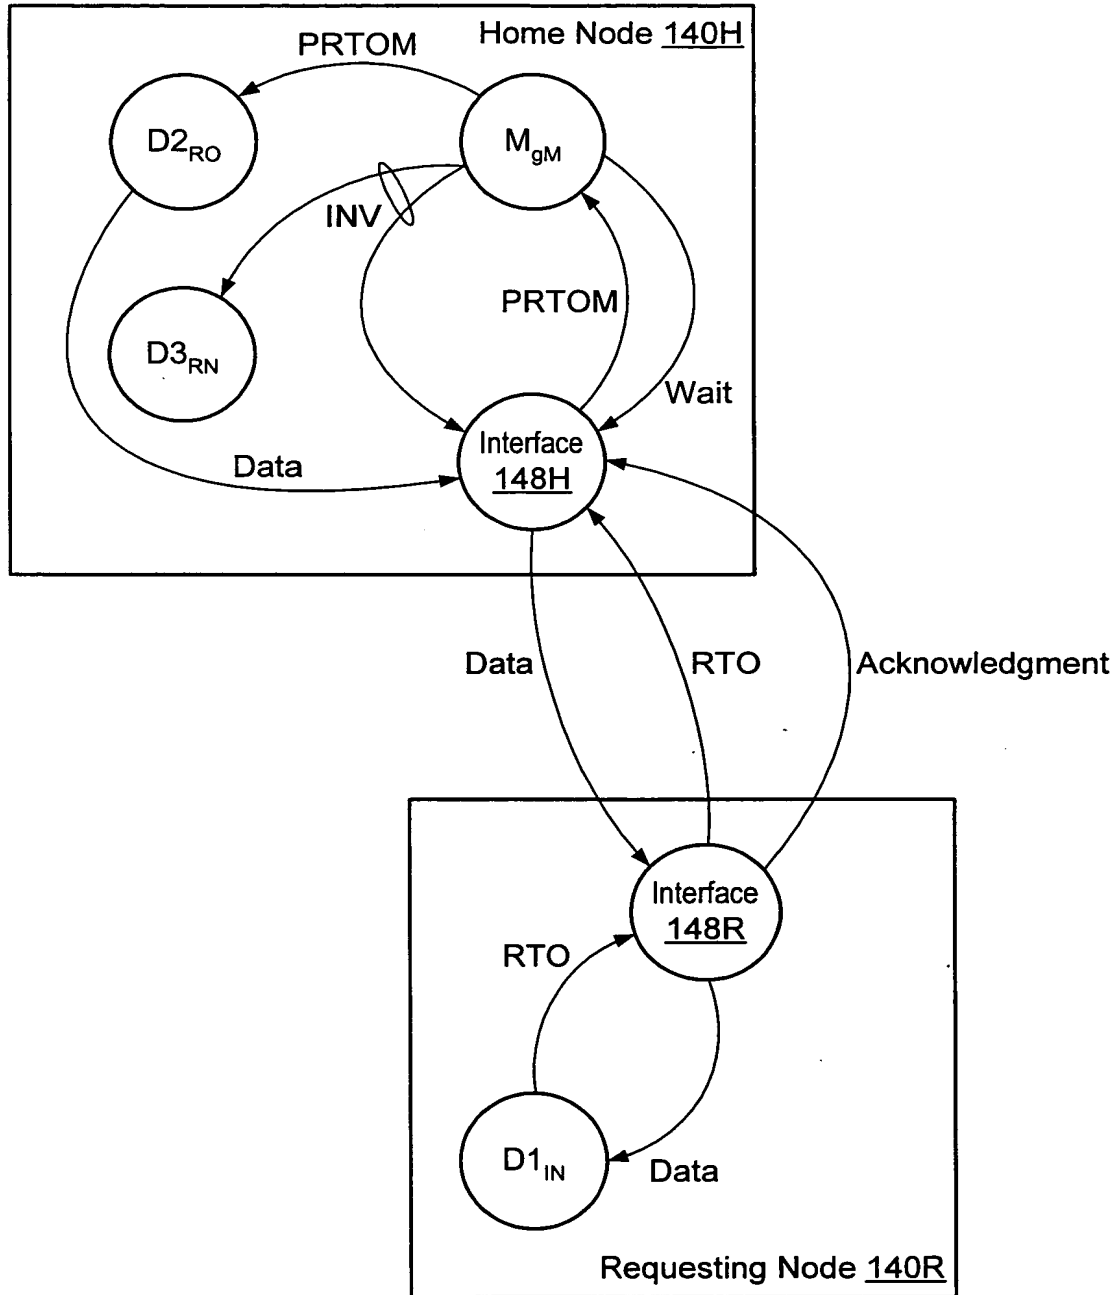 Home Node 140H
PRTOM
D2RO
MgM
INV
PRTOM
D3RN
Wait
Interface
148H
Data
Data
RTO
Acknowledgment
Interface
148R
RTO
D1IN
Data
Requesting Node 140R